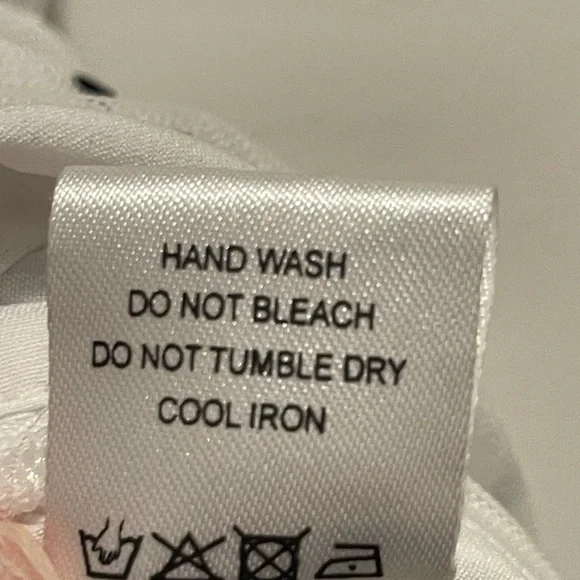 HAND WASH
DO NOT BLEACH
DO NOT TUMBLE DRY
COOL IRON